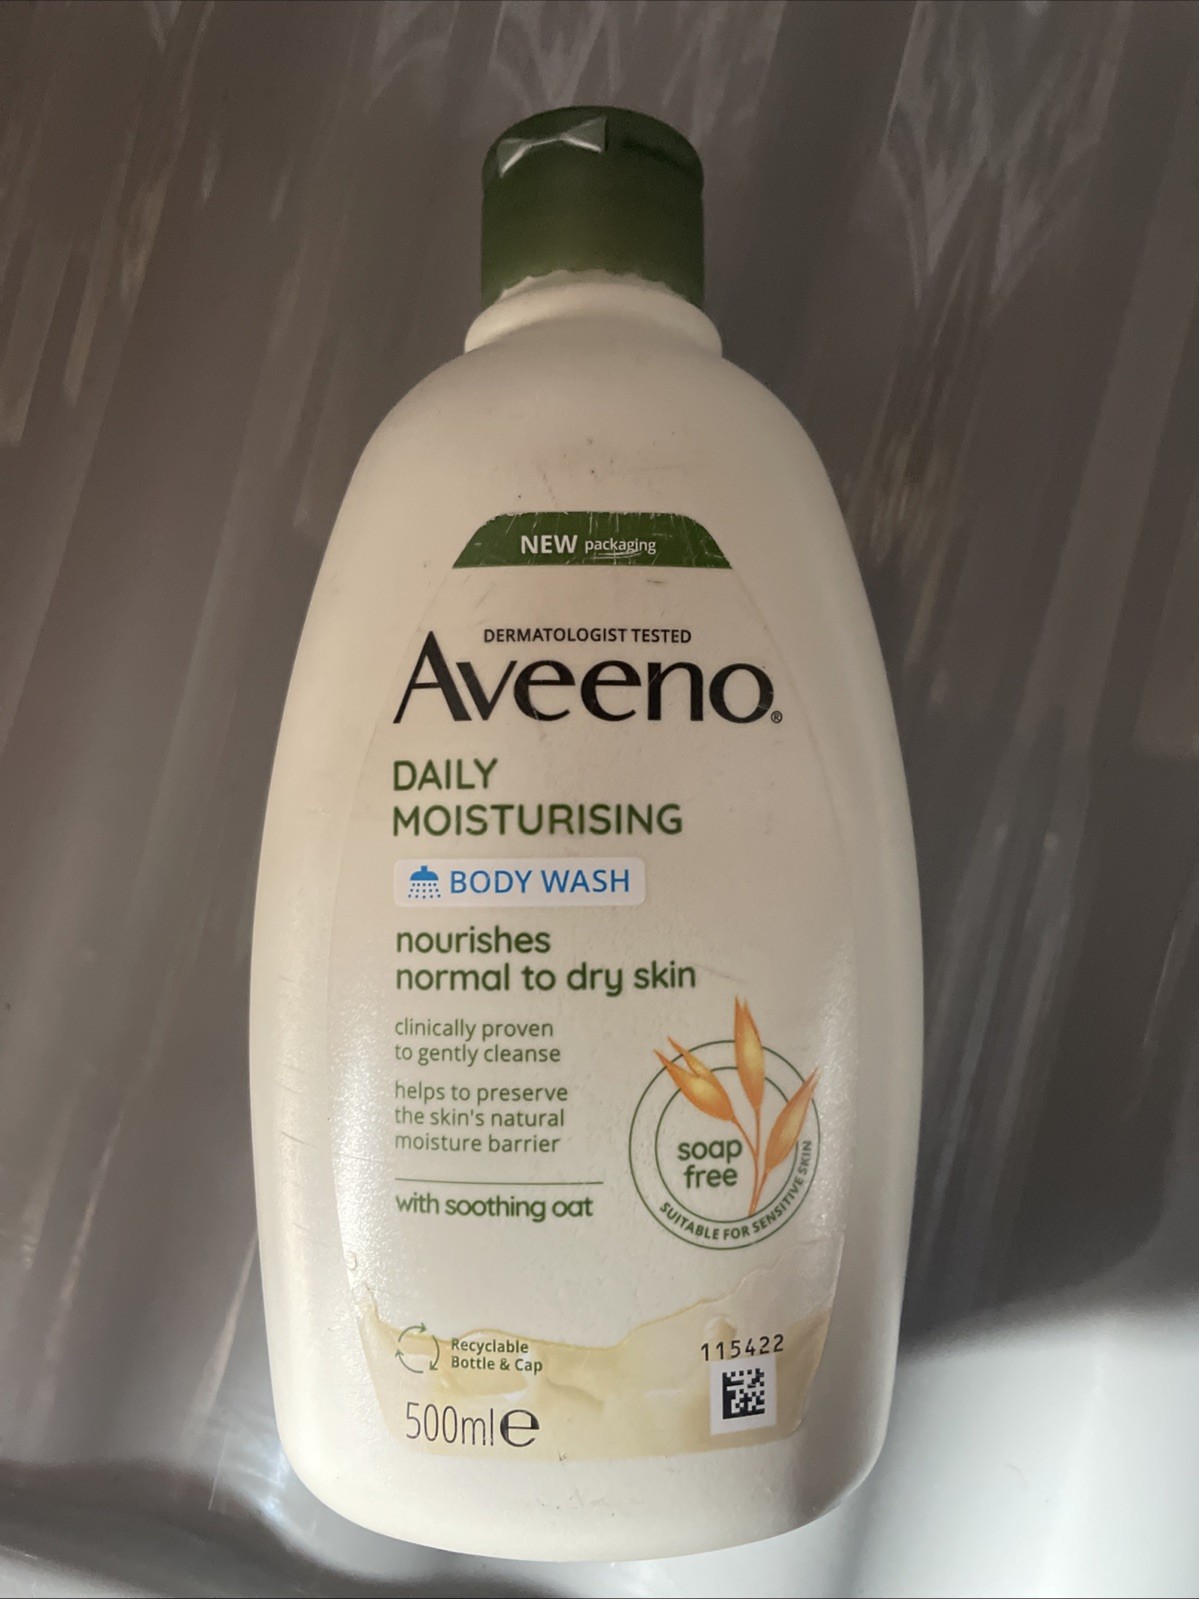 NEW packaging
DERMATOLOGIST TESTED
Aveeno®
DAILY
MOISTURISING
BODY WASH
nourishes
normal to dry skin
clinically proven
to gently cleanse
helps to preserve
the skin's natural
moisture barrier
with soothing oat
soap
free
SUITABLE FOR SENSITIVE SKIN
Recyclable
Bottle & Cap
115422
500ml℮